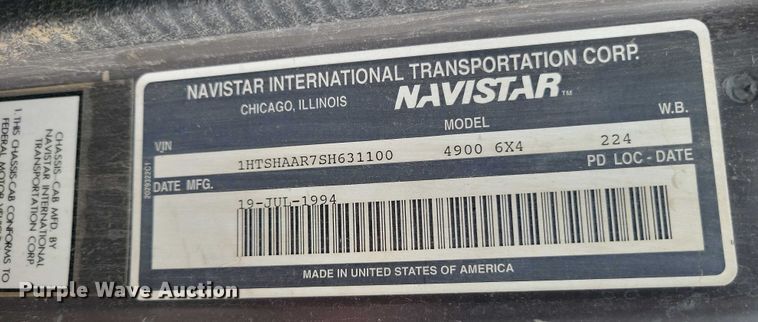 NAVISTAR INTERNATIONAL TRANSPORTATION CORP.
CHICAGO, ILLINOIS NAVISTAR™
VIN MODEL W.B.
1HTSHAAR7SH631100 4900 6X4 224
DATE MFG. PD LOC - DATE
19-JUL-1994
MADE IN UNITED STATES OF AMERICA
CHASSIS-CAB MFD. BY
NAVISTAR INTERNATIONAL
TRANSPORTATION CORP
1. THIS CHASSIS-CAB CONFORMS TO
FEDERAL MOTOR
Purple Wave Auction